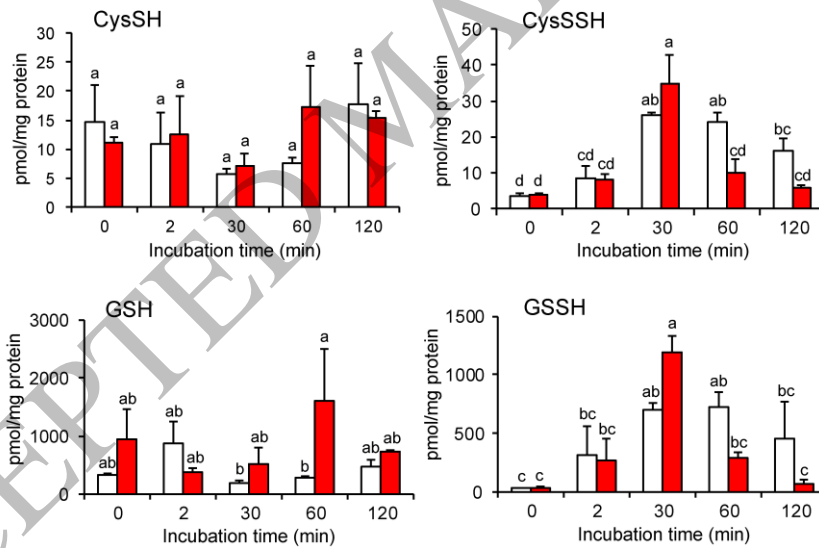 CysSH
pmol/mg protein
30
25
20
15
10
5
0
a a a a a a a a a a
0 2 30 60 120
Incubation time (min)
CysSSH
pmol/mg protein
50
40
30
20
10
0
d d cd cd ab a ab cd bc cd
0 2 30 60 120
Incubation time (min)
GSH
pmol/mg protein
3000
2000
1000
0
ab ab ab ab b ab b a ab ab
0 2 30 60 120
Incubation time (min)
GSSH
pmol/mg protein
1500
1000
500
0
c c bc bc ab a ab bc bc c
0 2 30 60 120
Incubation time (min)
CEPTED MA